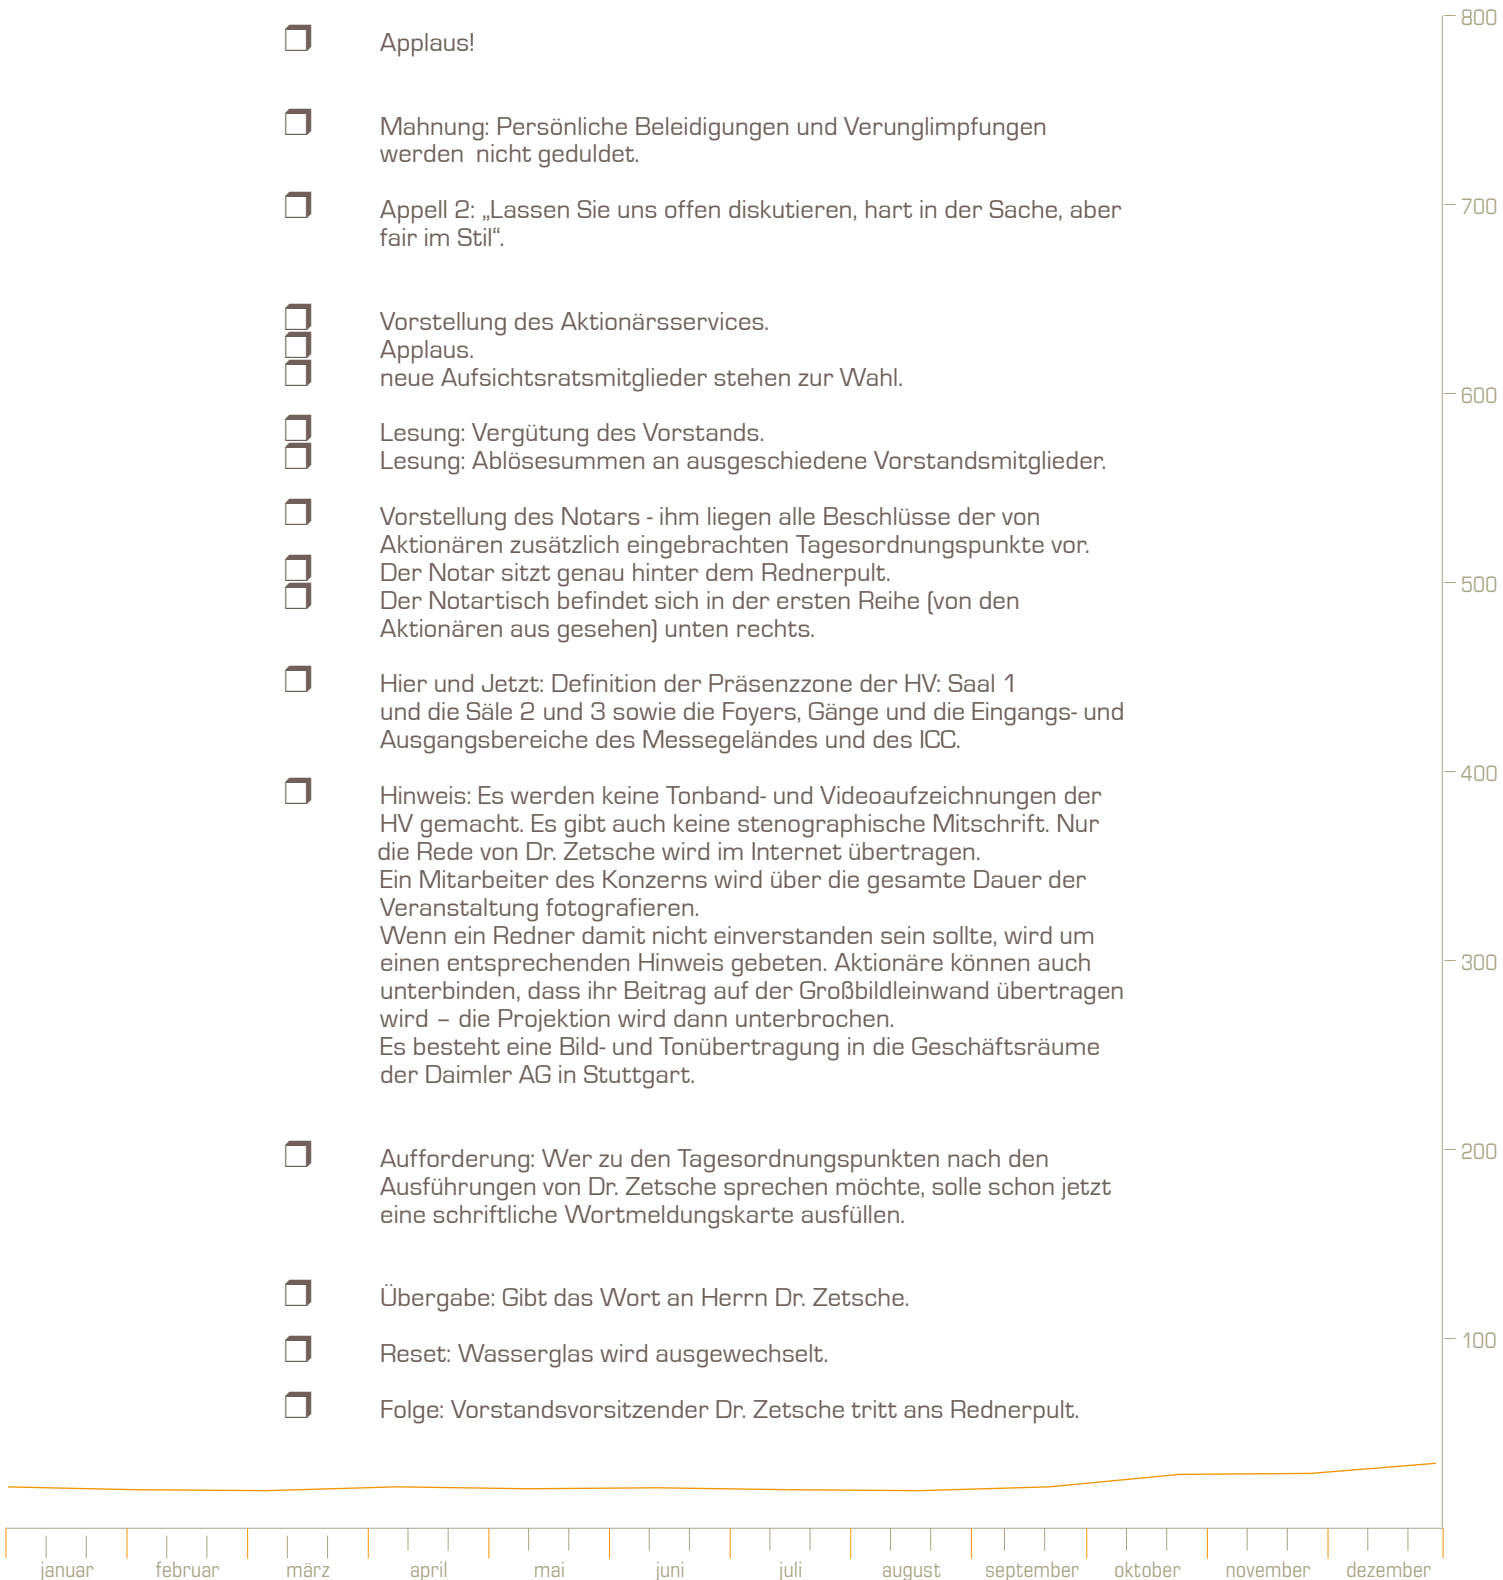 Applaus!
Mahnung: Persönliche Beleidigungen und Verunglimpfungen
werden nicht geduldet.
Appell 2: „Lassen Sie uns offen diskutieren, hart in der Sache, aber
fair im Stil“.
Vorstellung des Aktionärsservices.
Applaus.
neue Aufsichtsratsmitglieder stehen zur Wahl.
Lesung: Vergütung des Vorstands.
Lesung: Ablösesummen an ausgeschiedene Vorstandsmitglieder.
Vorstellung des Notars - ihm liegen alle Beschlüsse der von
Aktionären zusätzlich eingebrachten Tagesordnungspunkte vor.
Der Notar sitzt genau hinter dem Rednerpult.
Der Notartisch befindet sich in der ersten Reihe (von den
Aktionären aus gesehen) unten rechts.
Hier und Jetzt: Definition der Präsenzzone der HV: Saal 1
und die Säle 2 und 3 sowie die Foyers, Gänge und die Eingangs- und
Ausgangsbereiche des Messegeländes und des ICC.
Hinweis: Es werden keine Tonband- und Videoaufzeichnungen der
HV gemacht. Es gibt auch keine stenographische Mitschrift. Nur
die Rede von Dr. Zetsche wird im Internet übertragen.
Ein Mitarbeiter des Konzerns wird über die gesamte Dauer der
Veranstaltung fotografieren.
Wenn ein Redner damit nicht einverstanden sein sollte, wird um
einen entsprechenden Hinweis gebeten. Aktionäre können auch
unterbinden, dass ihr Beitrag auf der Großbildleinwand übertragen
wird – die Projektion wird dann unterbrochen.
Es besteht eine Bild- und Tonübertragung in die Geschäftsräume
der Daimler AG in Stuttgart.
Aufforderung: Wer zu den Tagesordnungspunkten nach den
Ausführungen von Dr. Zetsche sprechen möchte, solle schon jetzt
eine schriftliche Wortmeldungskarte ausfüllen.
Übergabe: Gibt das Wort an Herrn Dr. Zetsche.
Reset: Wasserglas wird ausgewechselt.
Folge: Vorstandsvorsitzender Dr. Zetsche tritt ans Rednerpult.
800
700
600
500
400
300
200
100
januar februar märz april mai juni juli august september oktober november dezember